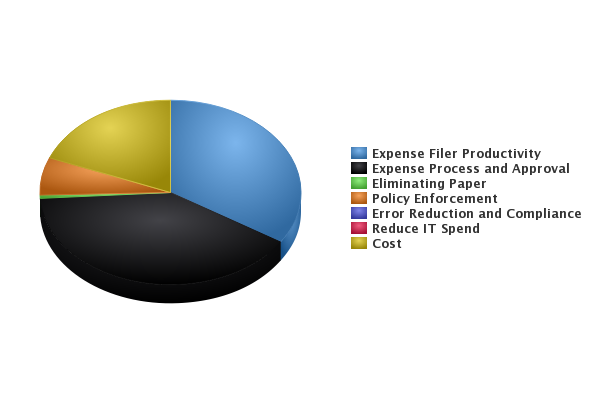 Expense Filer Productivity
Expense Process and Approval
Eliminating Paper
Policy Enforcement
Error Reduction and Compliance
Reduce IT Spend
Cost